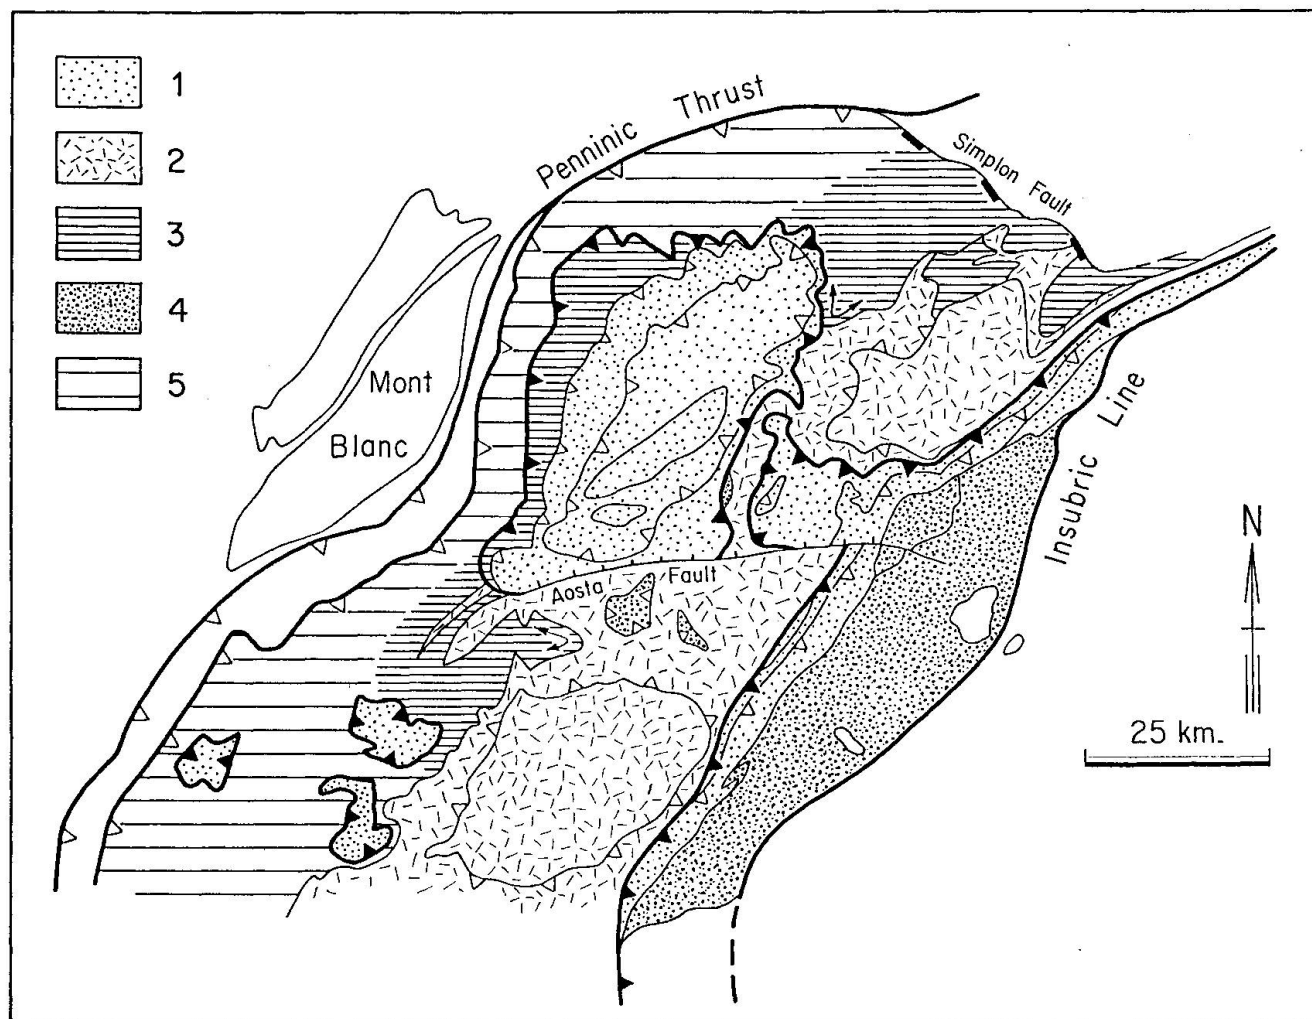 1
2
3
4
5
Penninic Thrust
Simplon Fault
Mont
Blanc
Insubric Line
Aosta Fault
N
25 km.